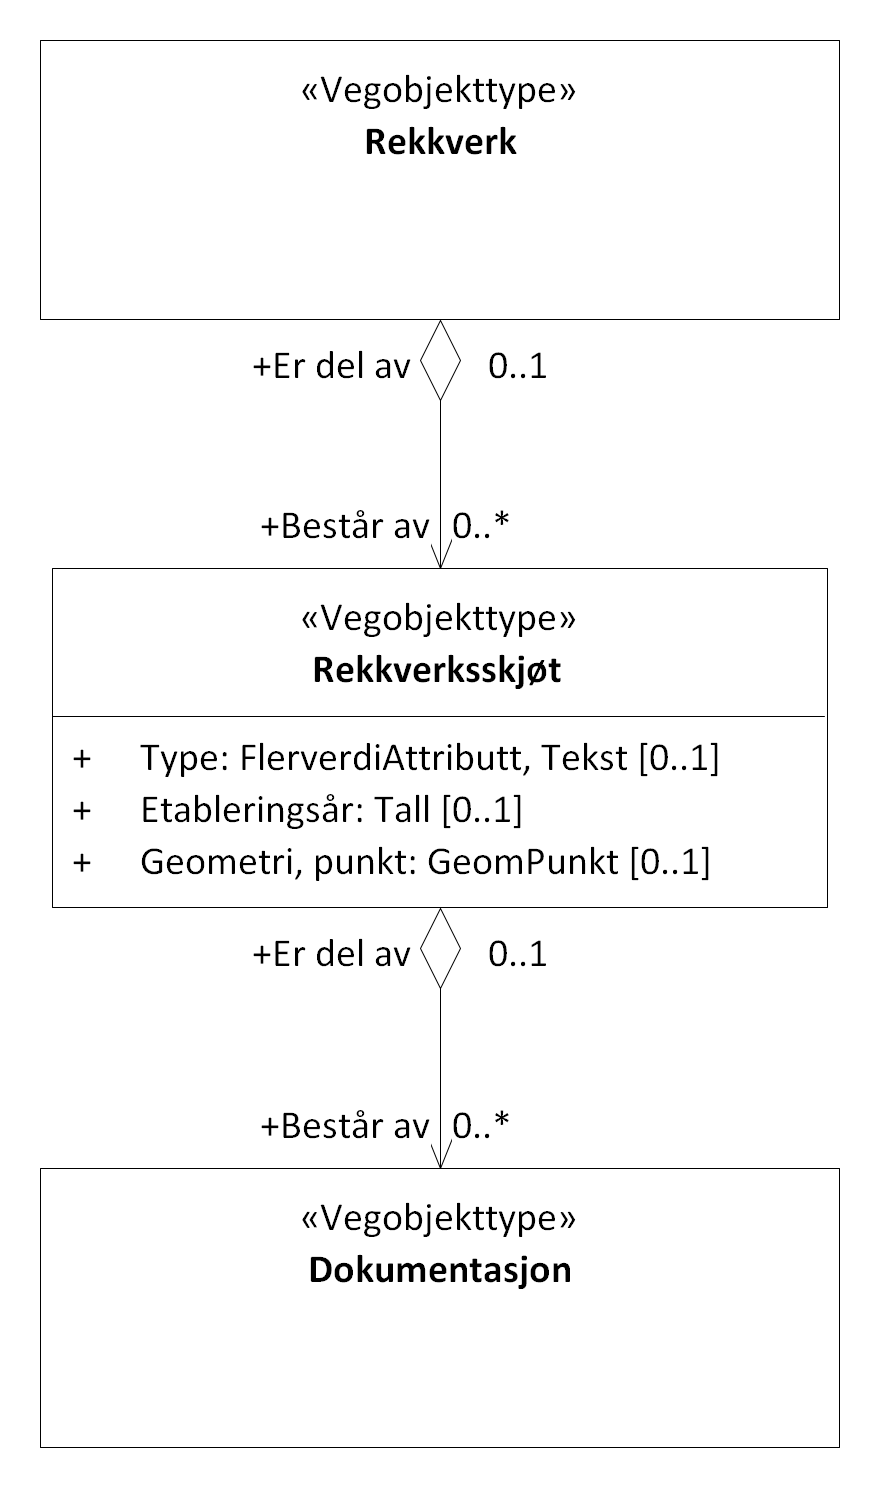 «Vegobjekttype»
Rekkverk
+Er del av 0..1
+Består av 0..*
«Vegobjekttype»
Rekkverksskjøt
+ Type: FlerverdiAttributt, Tekst [0..1]
+ Etableringsår: Tall [0..1]
+ Geometri, punkt: GeomPunkt [0..1]
+Er del av 0..1
+Består av 0..*
«Vegobjekttype»
Dokumentasjon